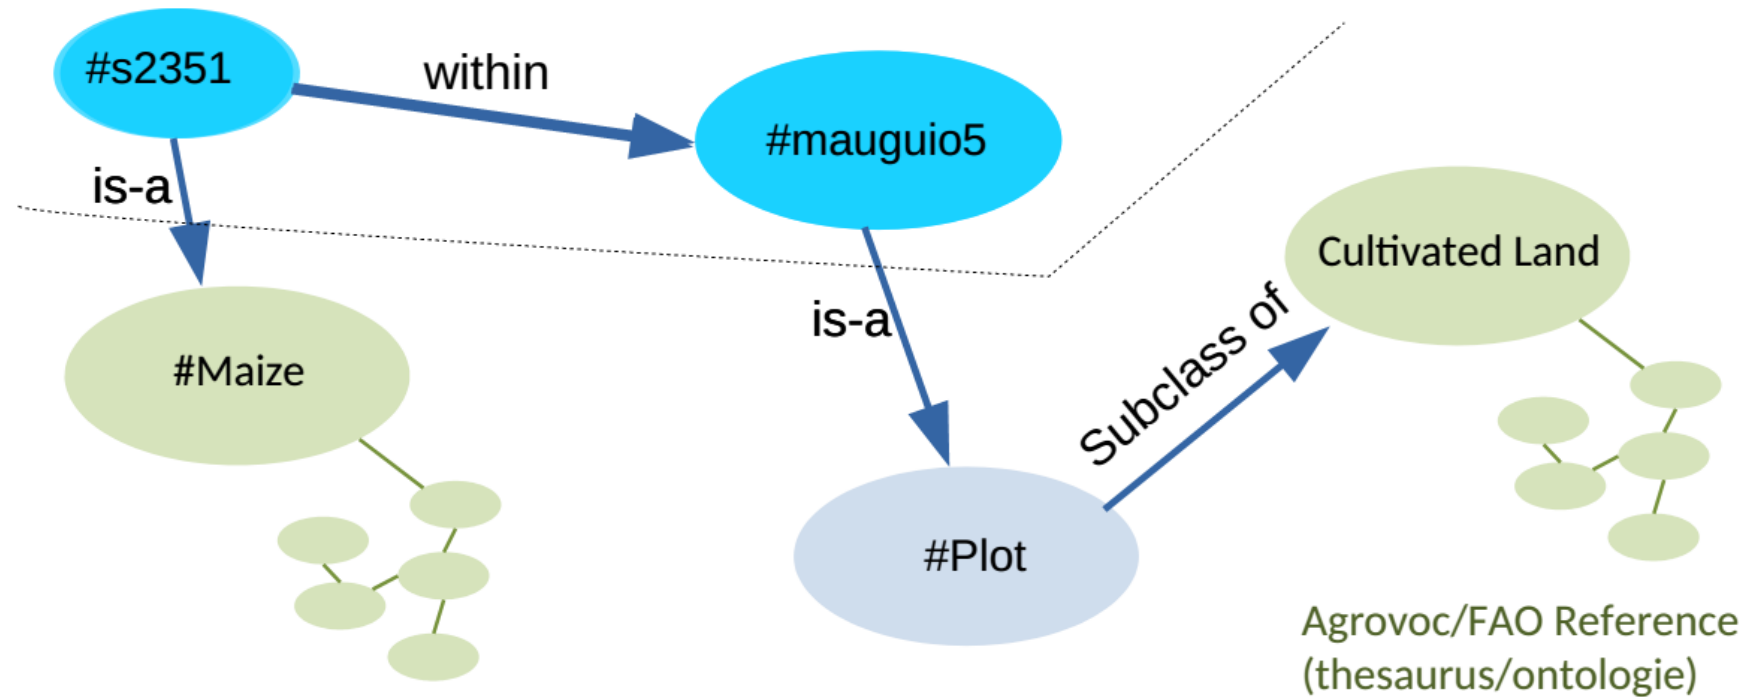 #s2351
within
#mauguio5
is-a
Cultivated Land
is-a
#Maize
Subclass of
#Plot
Agrovoc/FAO Reference
(thesaurus/ontologie)